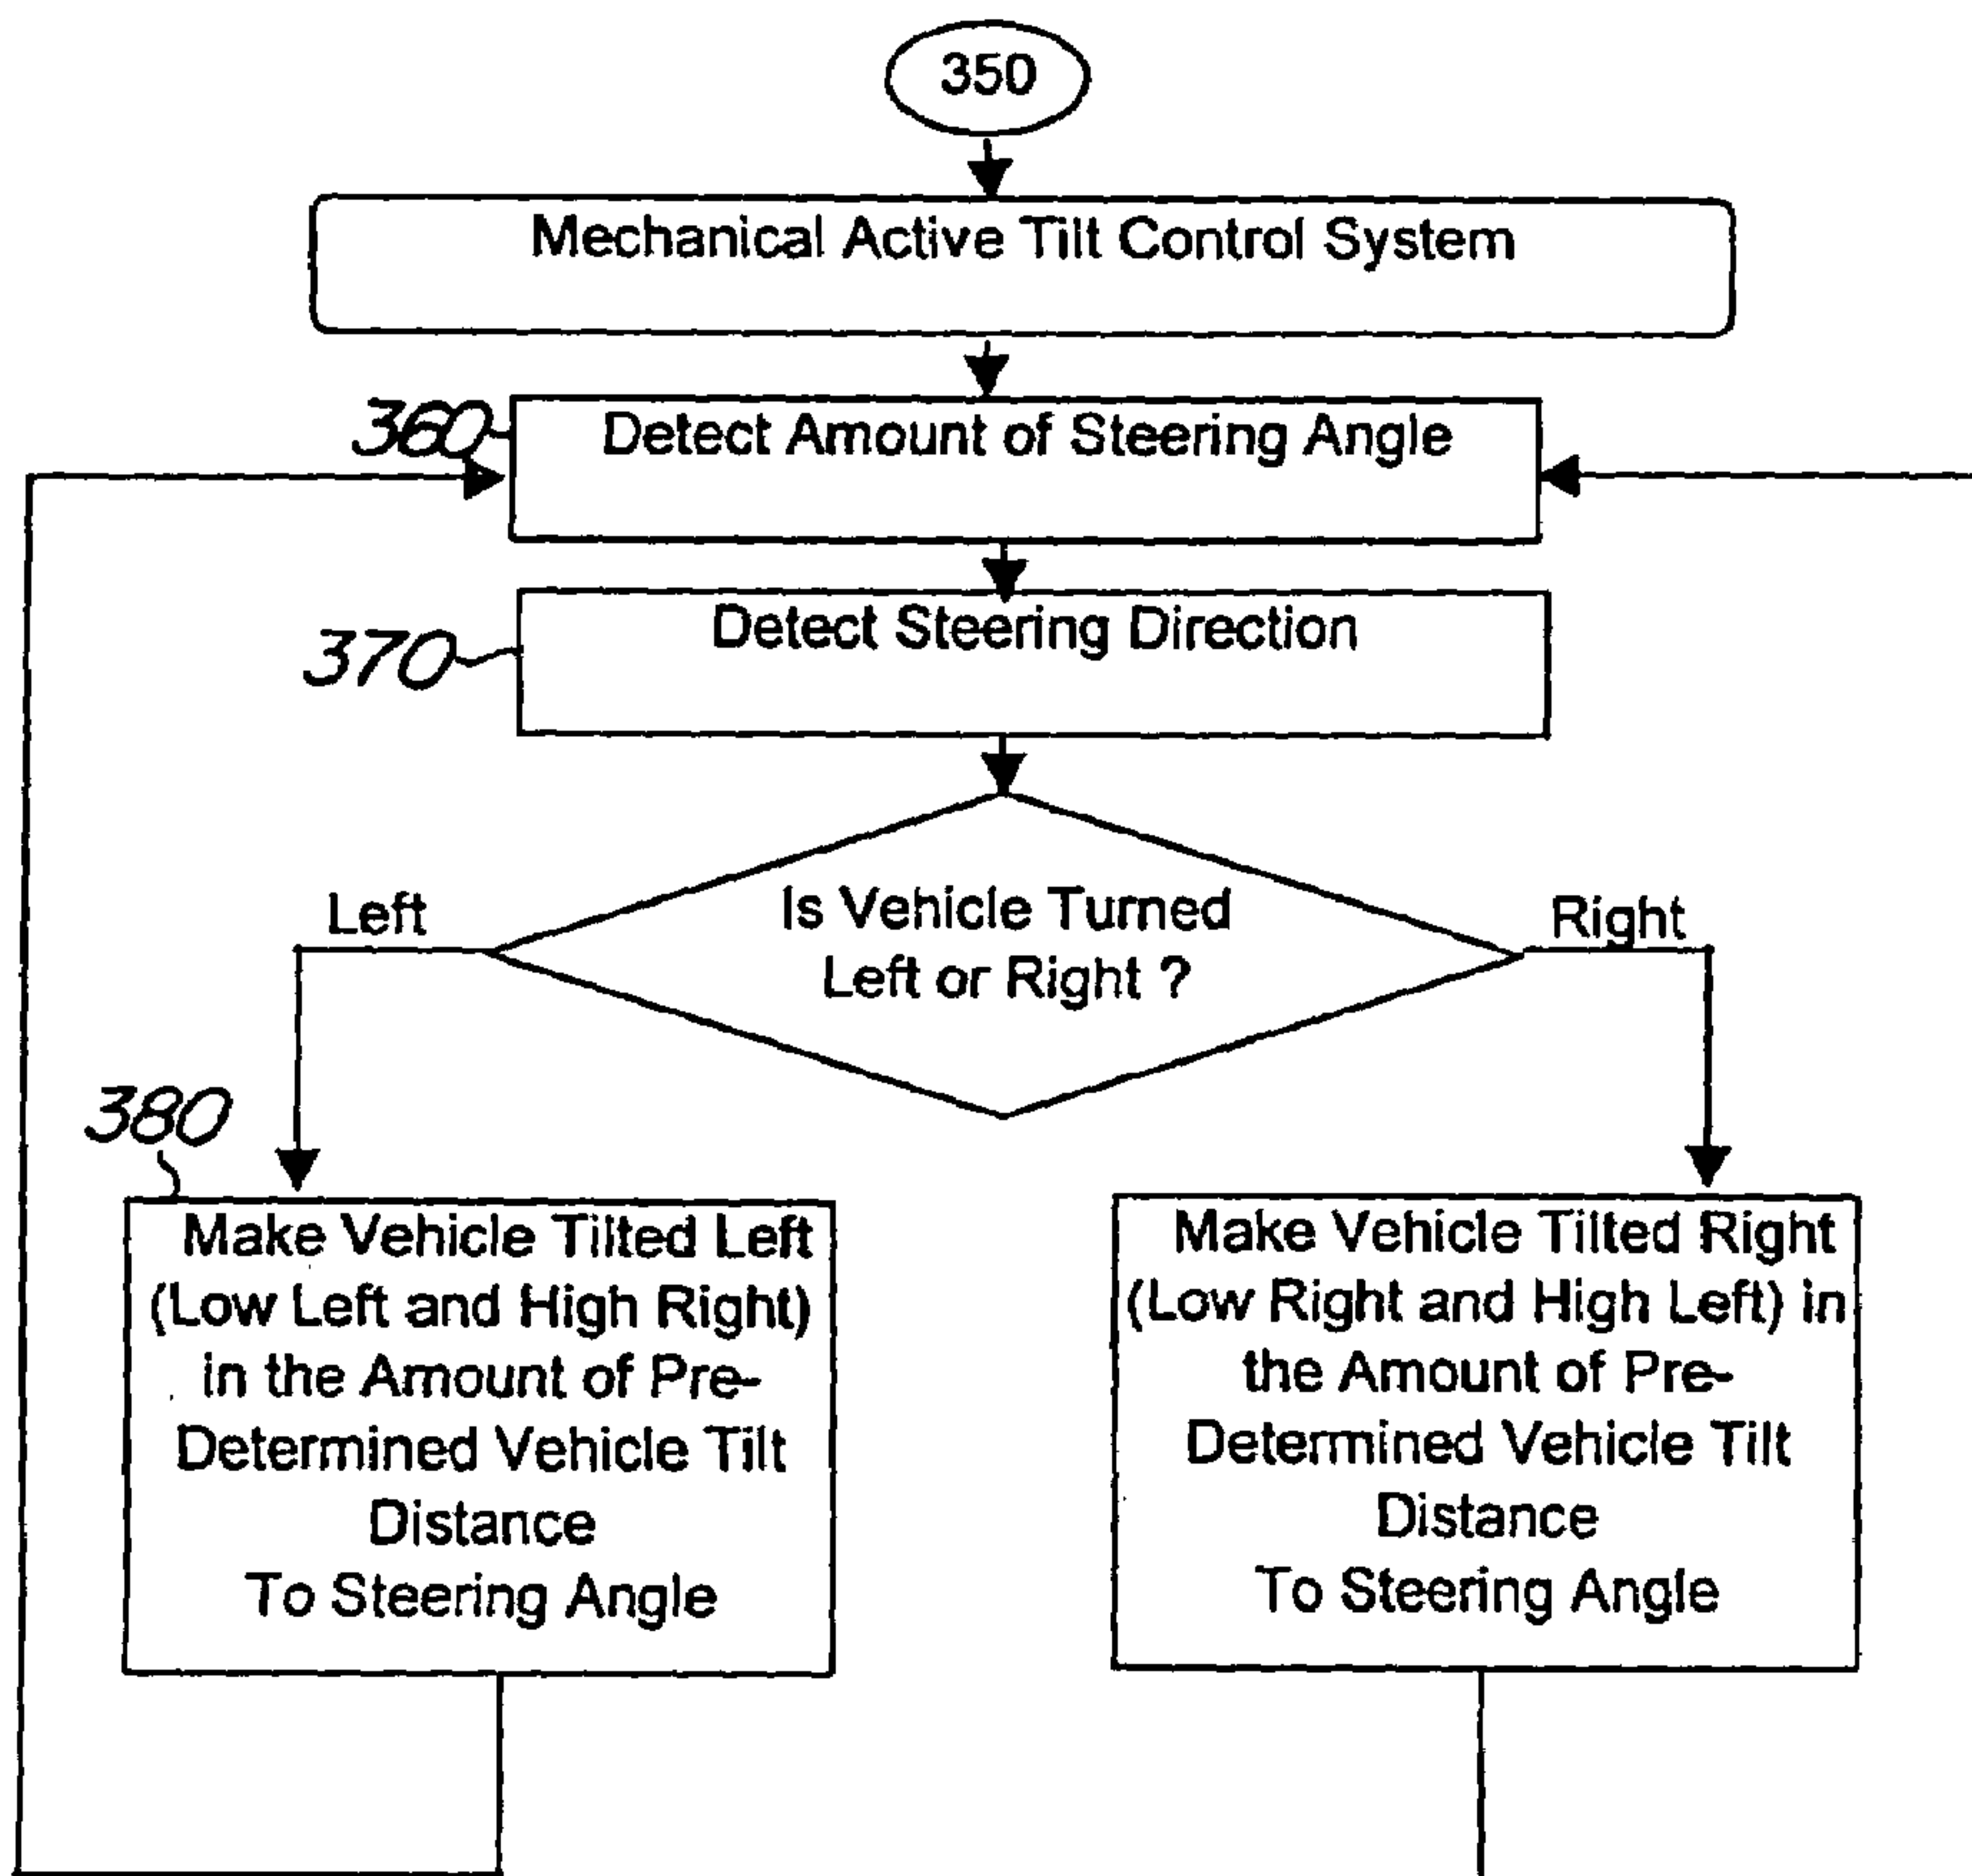 350
Mechanical Active Tilt Control System
360
Detect Amount of Steering Angle
370
Detect Steering Direction
Is Vehicle Turned
Left or Right ?
Left
Right
380
Make Vehicle Tilted Left
(Low Left and High Right)
in the Amount of Pre-
Determined Vehicle Tilt
Distance
To Steering Angle
Make Vehicle Tilted Right
(Low Right and High Left) in
the Amount of Pre-
Determined Vehicle Tilt
Distance
To Steering Angle